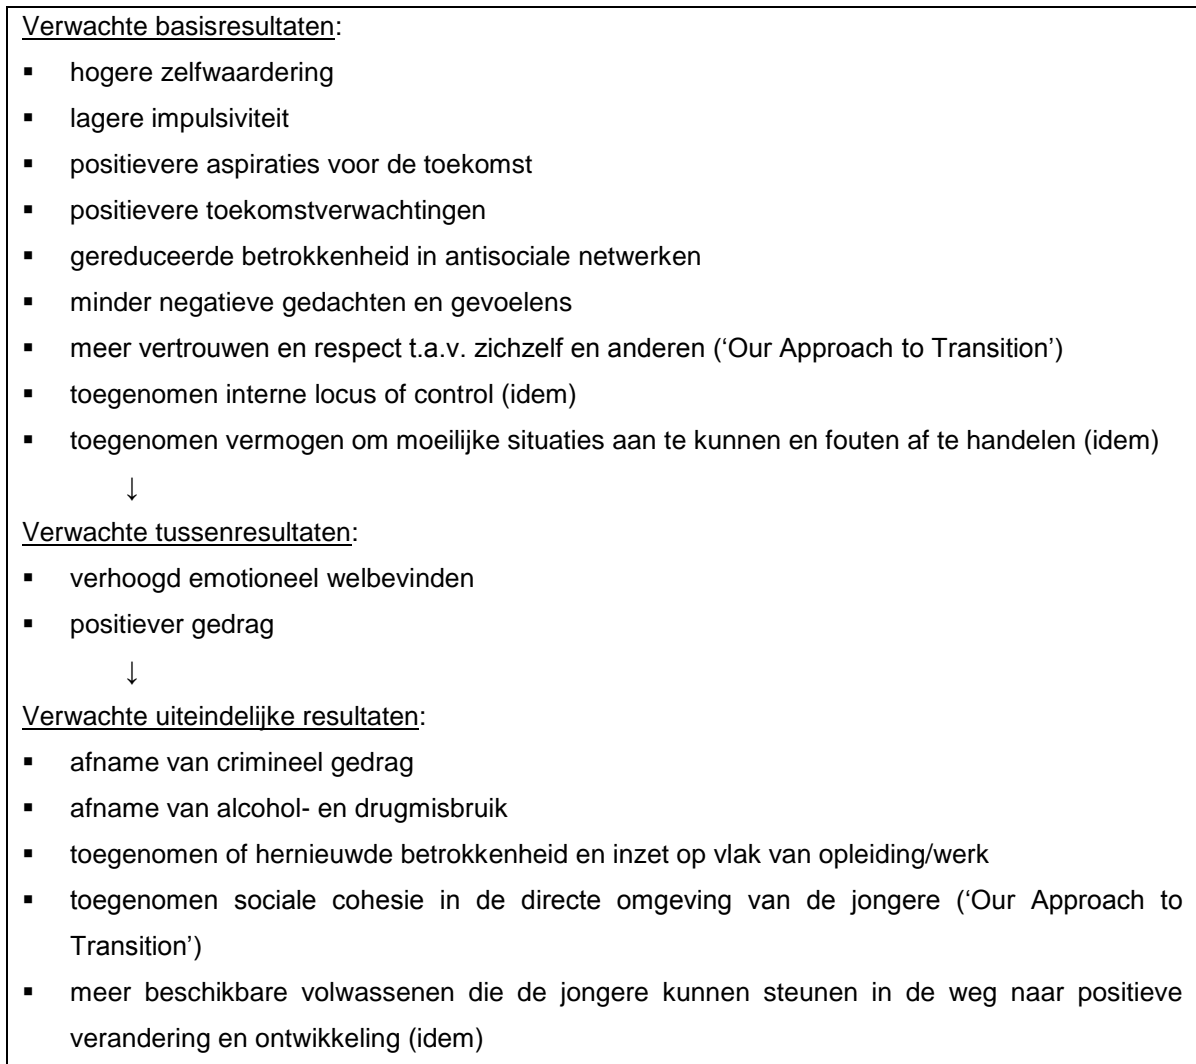 Verwachte basisresultaten:
▪ hogere zelfwaardering
▪ lagere impulsiviteit
▪ positievere aspiraties voor de toekomst
▪ positievere toekomstverwachtingen
▪ gereduceerde betrokkenheid in antisociale netwerken
▪ minder negatieve gedachten en gevoelens
▪ meer vertrouwen en respect t.a.v. zichzelf en anderen (‘Our Approach to Transition’)
▪ toegenomen interne locus of control (idem)
▪ toegenomen vermogen om moeilijke situaties aan te kunnen en fouten af te handelen (idem)
↓
Verwachte tussenresultaten:
▪ verhoogd emotioneel welbevinden
▪ positiever gedrag
↓
Verwachte uiteindelijke resultaten:
▪ afname van crimineel gedrag
▪ afname van alcohol- en drugmisbruik
▪ toegenomen of hernieuwde betrokkenheid en inzet op vlak van opleiding/werk
▪ toegenomen sociale cohesie in de directe omgeving van de jongere (‘Our Approach to
Transition’)
▪ meer beschikbare volwassenen die de jongere kunnen steunen in de weg naar positieve
verandering en ontwikkeling (idem)